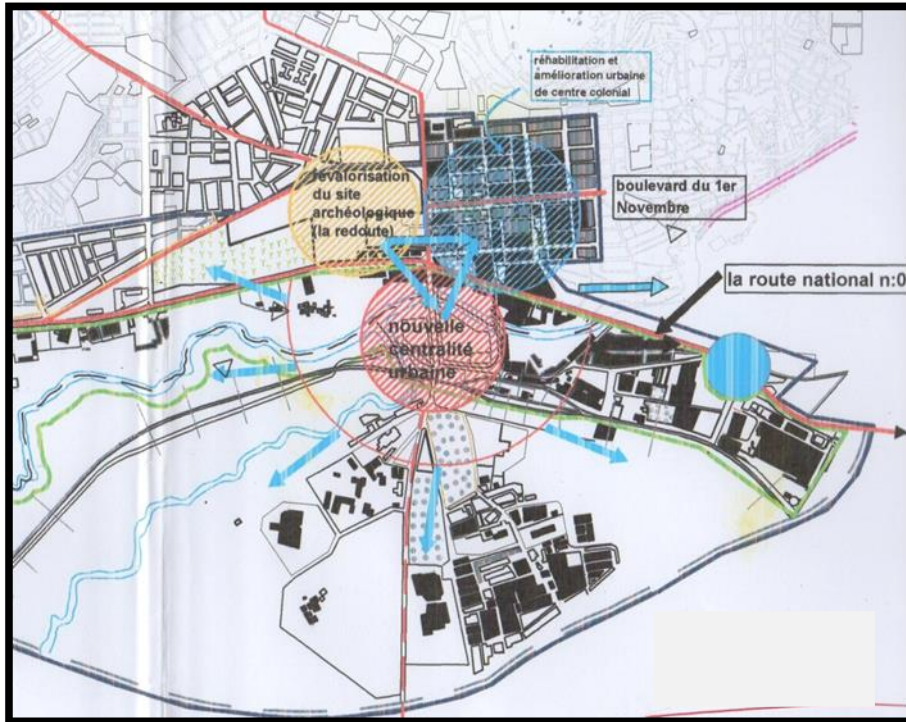 réhabilitation et
amélioration urbaine
de centre colonial
révalorisation
du site
archéologique
(la redoute)
boulevard du 1er
Novembre
la route national n:0
nouvelle
centralité
urbaine